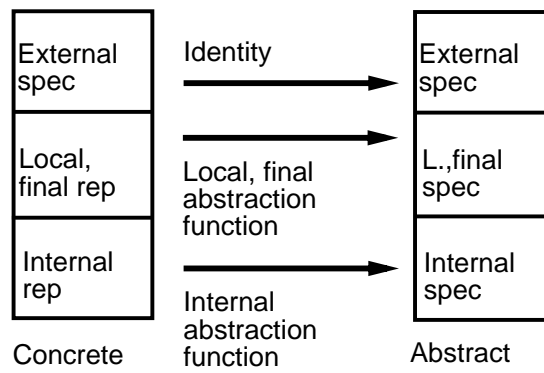 External
spec
Local,
final rep
Internal
rep
Concrete
Identity
Local, final
abstraction
function
Internal
abstraction
function
External
spec
L.,final
spec
Internal
spec
Abstract